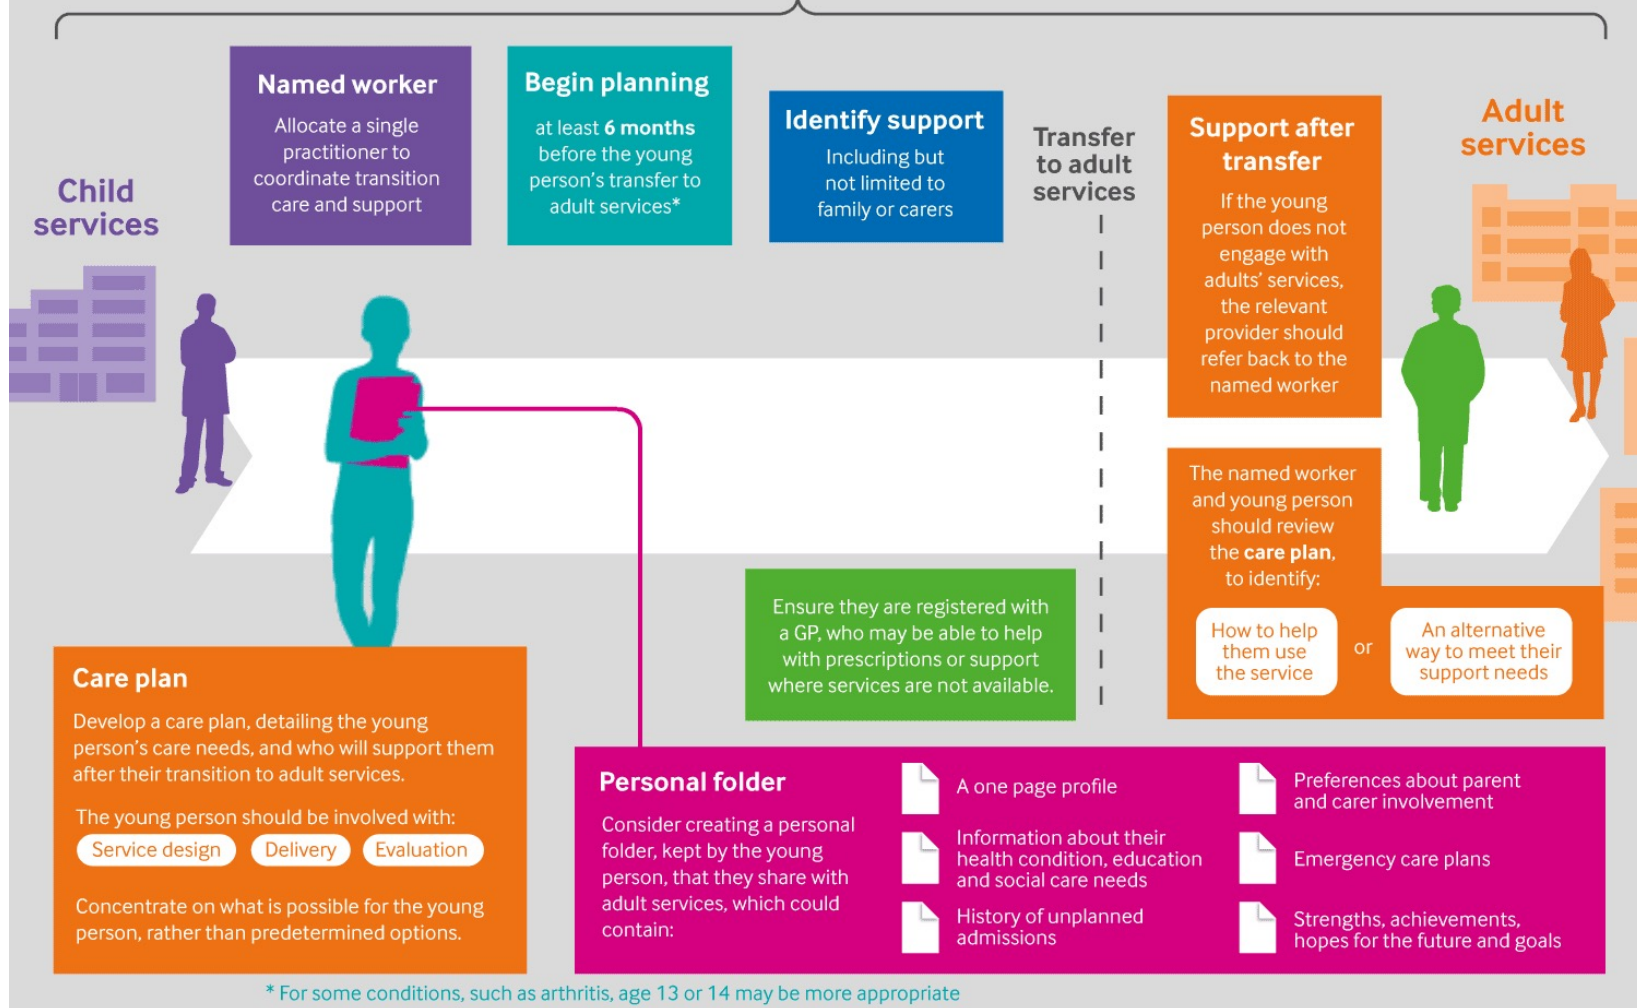 Child
services
Named worker
Allocate a single
practitioner to
coordinate transition
care and support
Begin planning
at least 6 months
before the young
person's transfer to
adult services*
Identify support
Including but
not limited to
family or carers
Transfer
to adult
services
Support after
transfer
If the young
person does not
engage with
adults' services,
the relevant
provider should
refer back to the
named worker
Adult
services
The named worker
and young person
should review
the care plan,
to identify:
How to help
them use
the service
or
An alternative
way to meet their
support needs
Ensure they are registered with
a GP, who may be able to help
with prescriptions or support
where services are not available.
Care plan
Develop a care plan, detailing the young
person's care needs, and who will support them
after their transition to adult services.
The young person should be involved with:
Service design
Delivery
Evaluation
Concentrate on what is possible for the young
person, rather than predetermined options.
Personal folder
Consider creating a personal
folder, kept by the young
person, that they share with
adult services, which could
contain:
A one page profile
Information about their
health condition, education
and social care needs
History of unplanned
admissions
Preferences about parent
and carer involvement
Emergency care plans
Strengths, achievements,
hopes for the future and goals
* For some conditions, such as arthritis, age 13 or 14 may be more appropriate